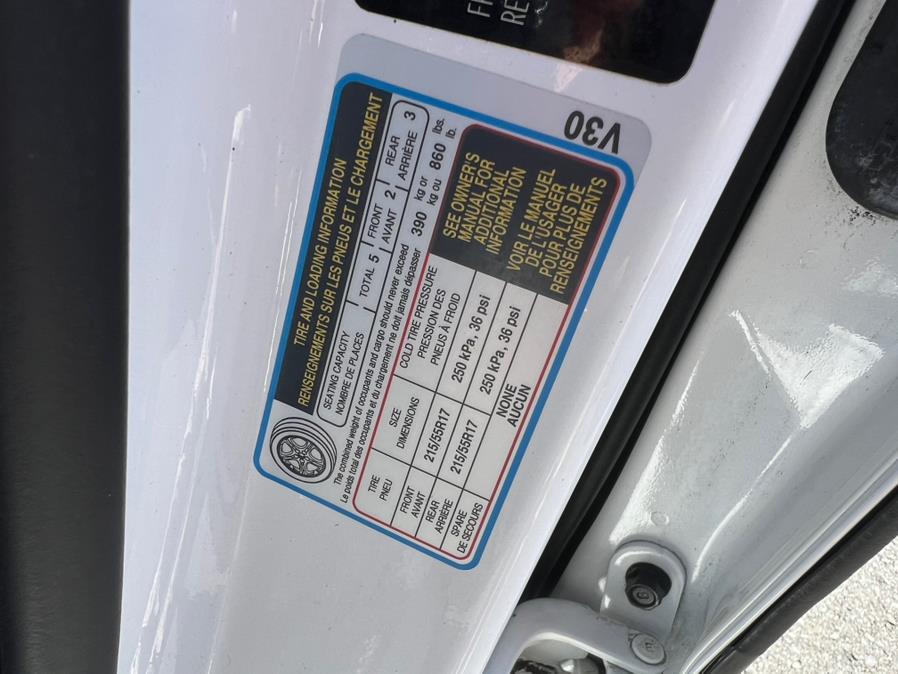 FR
RE
V30
TIRE AND LOADING INFORMATION
RENSEIGNEMENTS SUR LES PNEUS ET LE CHARGEMENT
SEATING CAPACITY
NOMBRE DE PLACES
TOTAL 5
FRONT
AVANT 2
REAR
ARRIÈRE 3
The combined weight of occupants and cargo should never exceed 390 kg or 860 lbs.
Le poids total des occupants et du chargement ne doit jamais dépasser kg ou lb.
TIRE
PNEU
SIZE
DIMENSIONS
COLD TIRE PRESSURE
PRESSION DES
PNEUS À FROID
SEE OWNER'S
MANUAL FOR
ADDITIONAL
INFORMATION
VOIR LE MANUEL
DE L'USAGER
POUR PLUS DE
RENSEIGNEMENTS
FRONT
AVANT
215/55R17
250 kPa, 36 psi
REAR
ARRIÈRE
215/55R17
250 kPa, 36 psi
SPARE
DE SECOURS
NONE
AUCUN